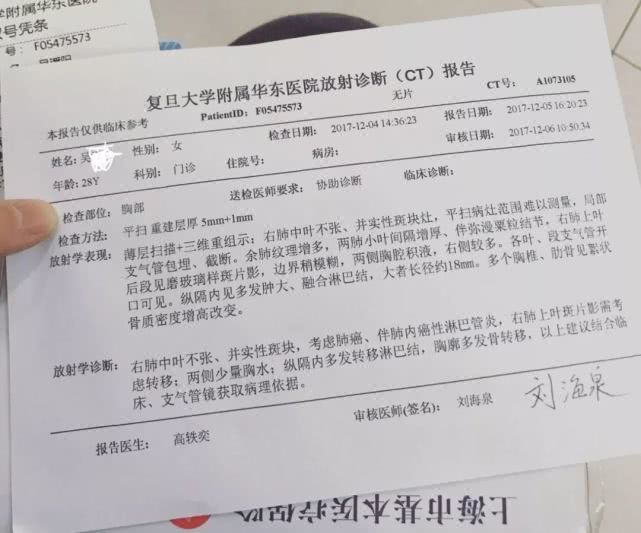 学附属华东医院
号凭条
号： F05475573
复旦大学附属华东医院放射诊断（CT）报告
本报告仅供临床参考 PatientID： F05475573 无片 CT号： A1073105
姓名：吴 性别： 女 检查日期： 2017-12-04 14:36:23 报告日期： 2017-12-05 16:20:23
年龄：28Y 科别： 门诊 住院号： 病房： 审核日期： 2017-12-06 10:50:34
检查部位： 胸部 送检医师要求： 协助诊断 临床诊断：
检查方法： 平扫 重建层厚 5mm+1mm
放射学表现： 薄层扫描+三维重组示：右肺中叶不张、并实性斑块灶，平扫病灶范围难以测量，局部
支气管包埋、截断。余肺纹理增多，两肺小叶间隔增厚、伴弥漫粟粒结节，右肺上叶
后段见磨玻璃样斑片影，边界稍模糊，两侧胸腔积液，右侧较多。各叶、段支气管开
口可见。纵隔内见多发肿大、融合淋巴结，大者长径约18mm。多个胸椎、肋骨见絮状
骨质密度增高改变。
放射学诊断： 右肺中叶不张、并实性斑块，考虑肺癌、伴肺内癌性淋巴管炎，右肺上叶斑片影需考
虑转移；两侧少量胸水；纵隔内多发转移淋巴结，胸廓多发骨转移，以上建议结合临
床、支气管镜获取病理依据。
报告医生： 高轶奕 审核医师(签名)： 刘海泉 刘海泉
上海市基本医疗保险